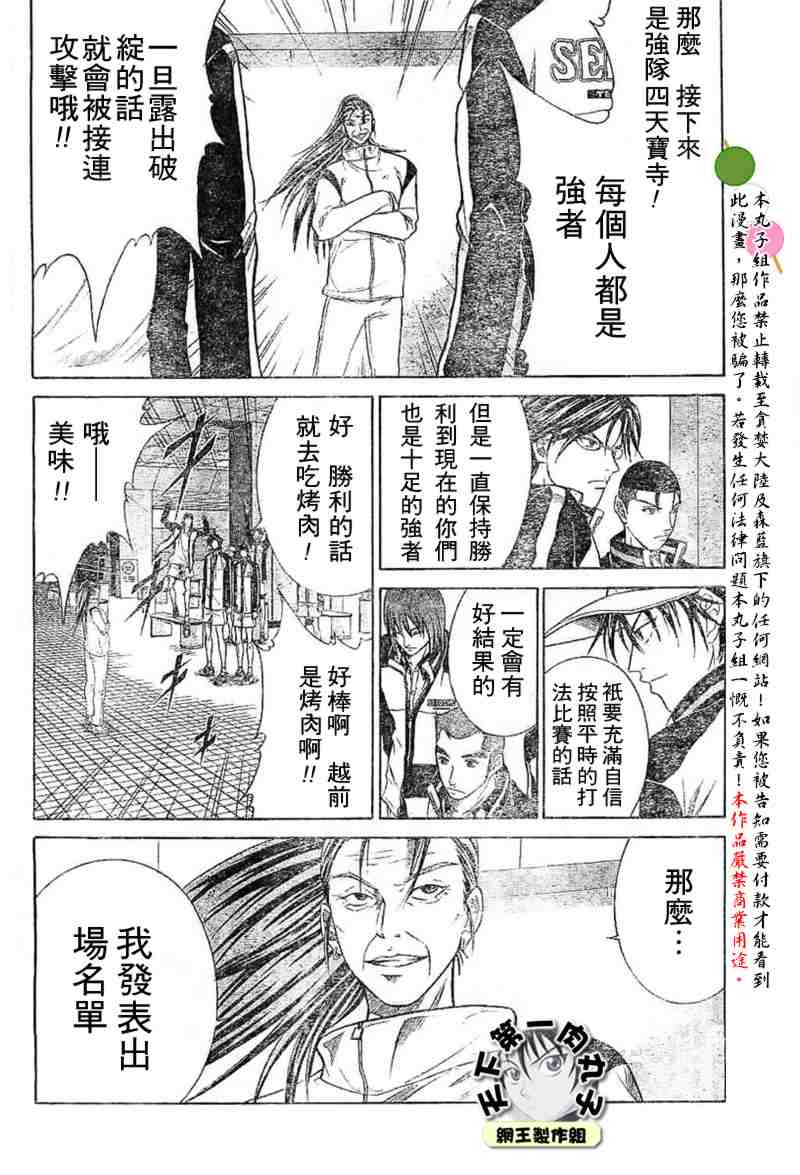 那麼 接下來
是強隊四天寶寺!
SEI
每個人都是
強者
一旦露出破
綻的話
就會被接連
攻擊哦!!
但是一直保持勝
利到現在的你們
也是十足的強者
衹要充滿自信
按照平時的打
法比賽的話
一定會有
好結果的
好 勝利的話
就去吃烤肉!
哦——
美味!!
好棒啊 越前
是烤肉啊!!
那麼…
我發表出
場名單
本丸子組作品禁止轉載至貪婪大陸及森藍旗下的任何網站!如果您被告知需要付款才能看到
此漫畫,那麼您被騙了。若發生任何法律問題本丸子組一慨不負責!本作品嚴禁商業用途。
天下第一肉丸子
網王製作組